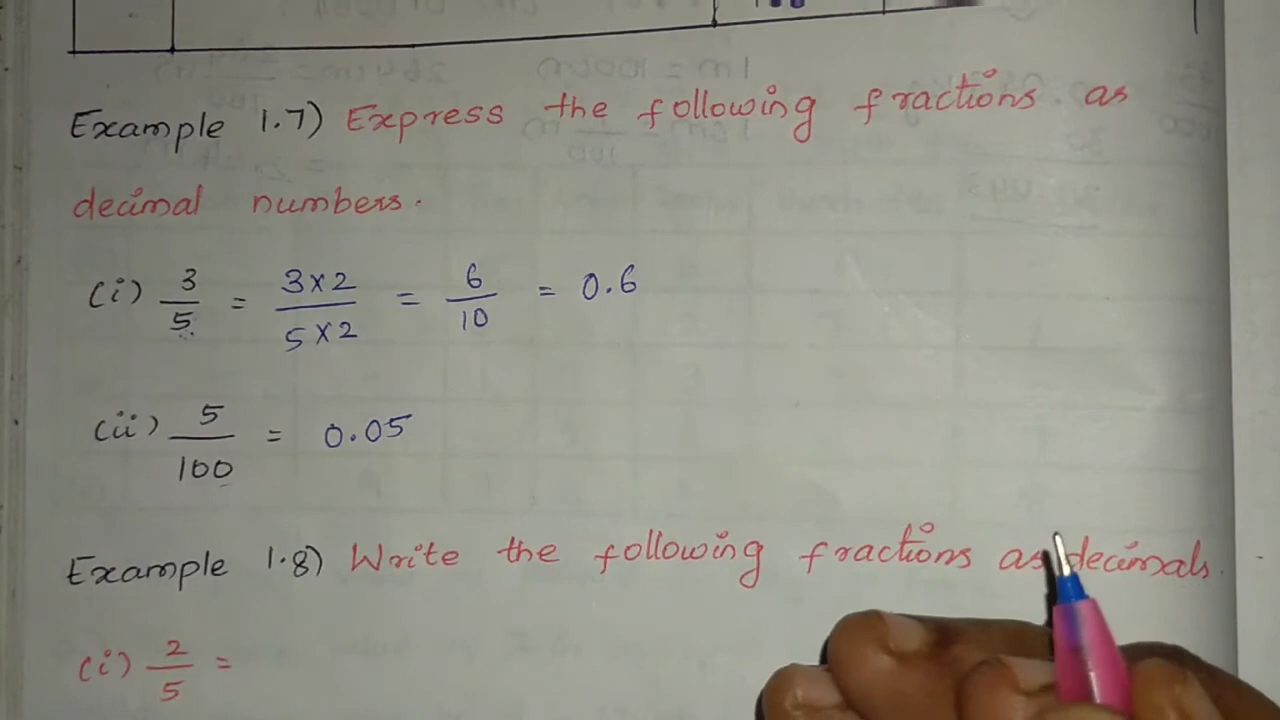 Example 1.7) Express the following fractions as
decimal numbers.
(i) 3/5 = 3×2/5×2 = 6/10 = 0.6
(ii) 5/100 = 0.05
Example 1.8) Write the following fractions as decimals.
(i) 2/5 =